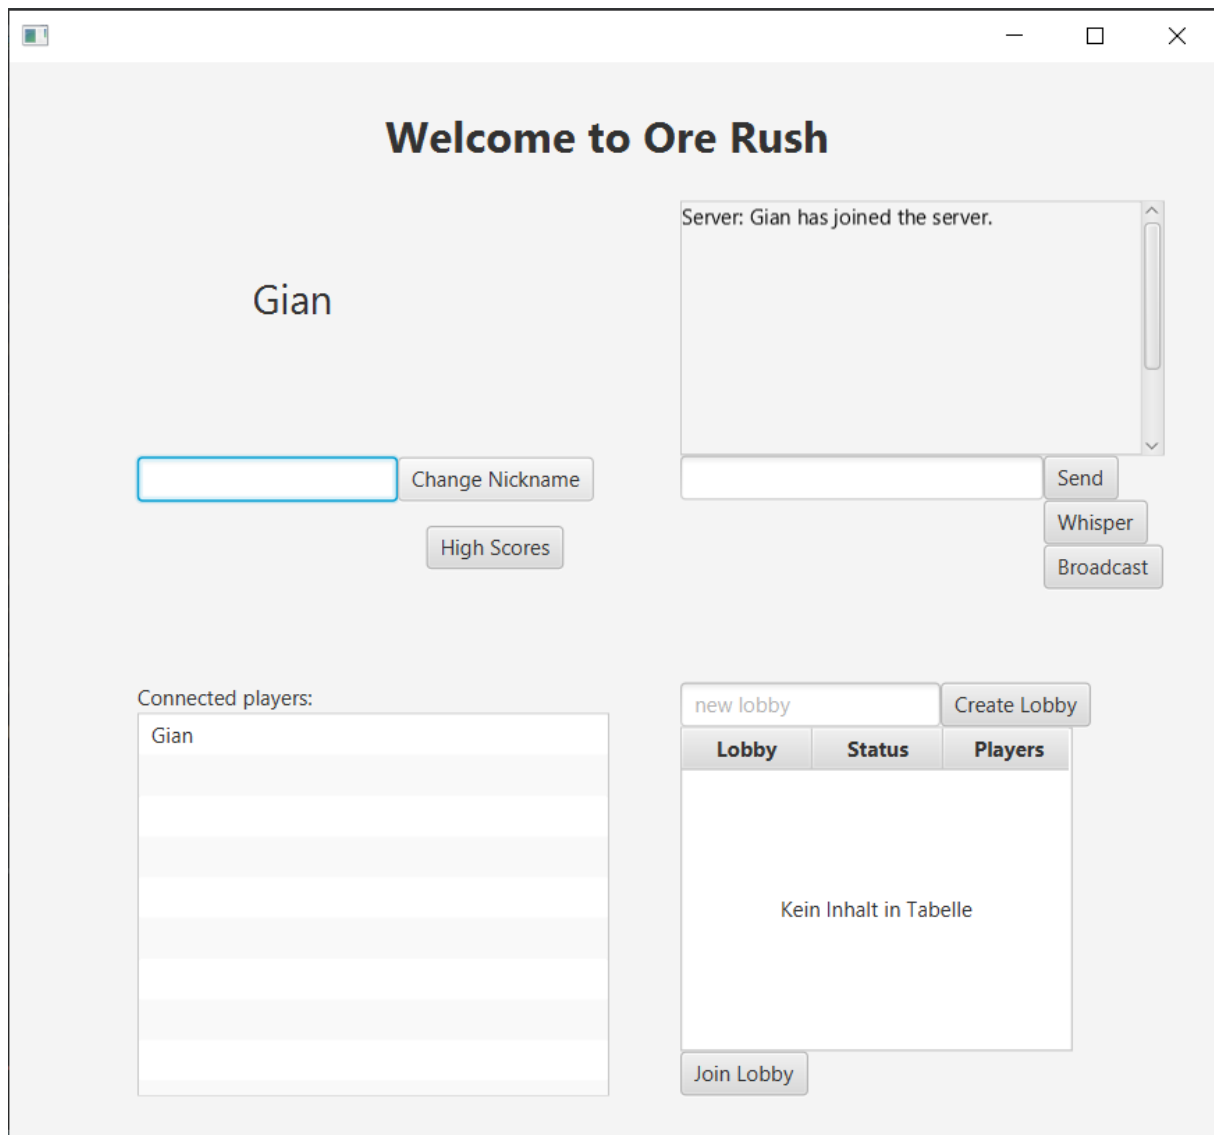 Welcome to Ore Rush
Gian
Server: Gian has joined the server.
Change Nickname
Send
Whisper
High Scores
Broadcast
Connected players:
Gian
new lobby
Create Lobby
Lobby Status Players
Kein Inhalt in Tabelle
Join Lobby